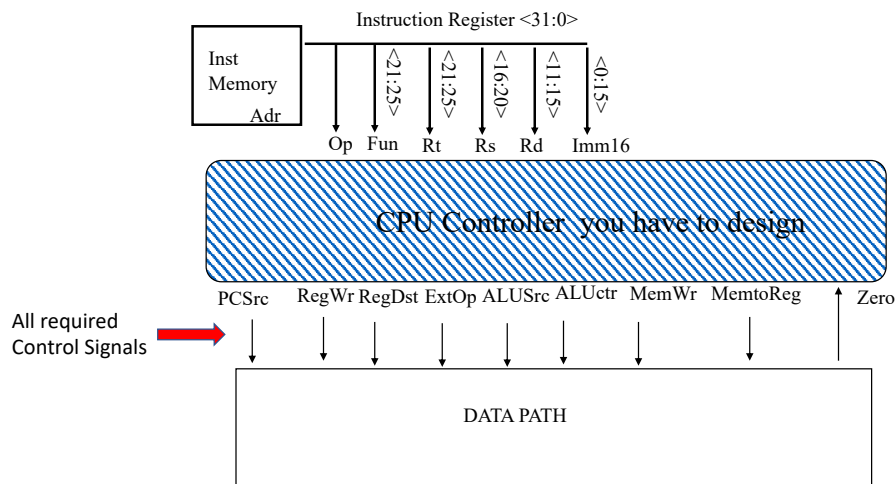 Instruction Register <31:0>
Inst
Memory
Adr
<21:25>
<21:25>
<16:20>
<11:15>
<0:15>
Op Fun Rt Rs Rd Imm16
CPU Controller you have to design
PCSrc RegWr RegDst ExtOp ALUSrc ALUctr MemWr MemtoReg Zero
All required
Control Signals
DATA PATH